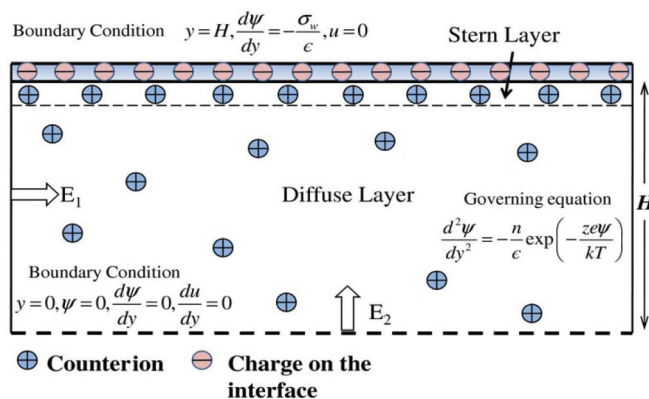 Boundary Condition y=H, dψ/dy = -σ_w/ϵ, u=0
Stern Layer
E₁
Diffuse Layer
Governing equation
H
d²ψ/dy² = -n/ϵ exp(-zeψ/kT)
Boundary Condition
y=0, ψ=0, dψ/dy=0, du/dy=0
E₂
Counterion
Charge on the
interface